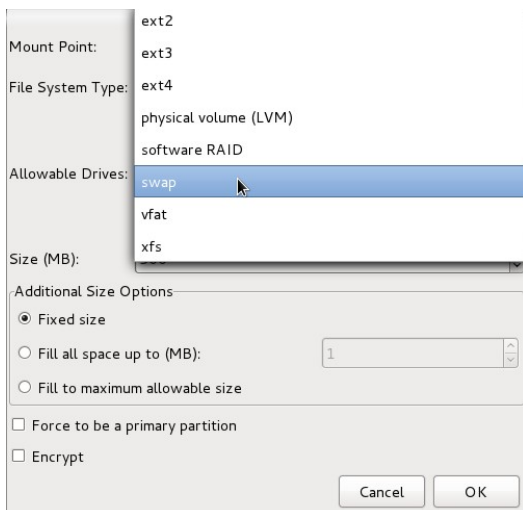 ext2
Mount Point:
ext3
File System Type:
ext4
physical volume (LVM)
software RAID
Allowable Drives:
swap
vfat
xfs
Size (MB):
Additional Size Options
Fixed size
Fill all space up to (MB):
1
Fill to maximum allowable size
Force to be a primary partition
Encrypt
Cancel
OK